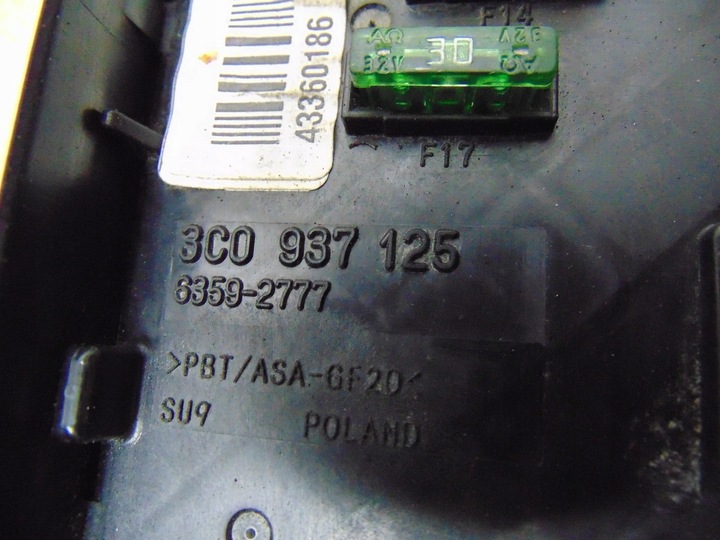 F14
30
43360186
F17
3C0 937 125
6359-2777
>PBT/ASA-GF20<
SU9 POLAND